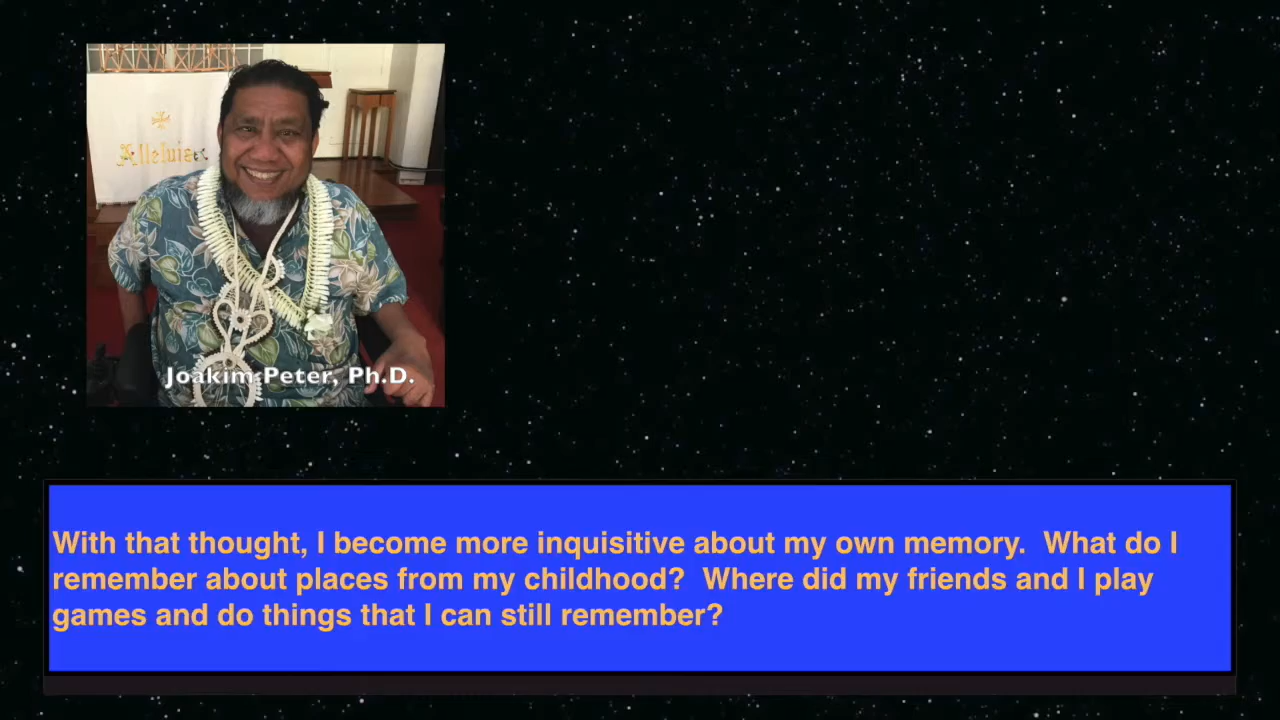 Alleluia
Joakim Peter, Ph.D.
With that thought, I become more inquisitive about my own memory.  What do I
remember about places from my childhood?  Where did my friends and I play
games and do things that I can still remember?